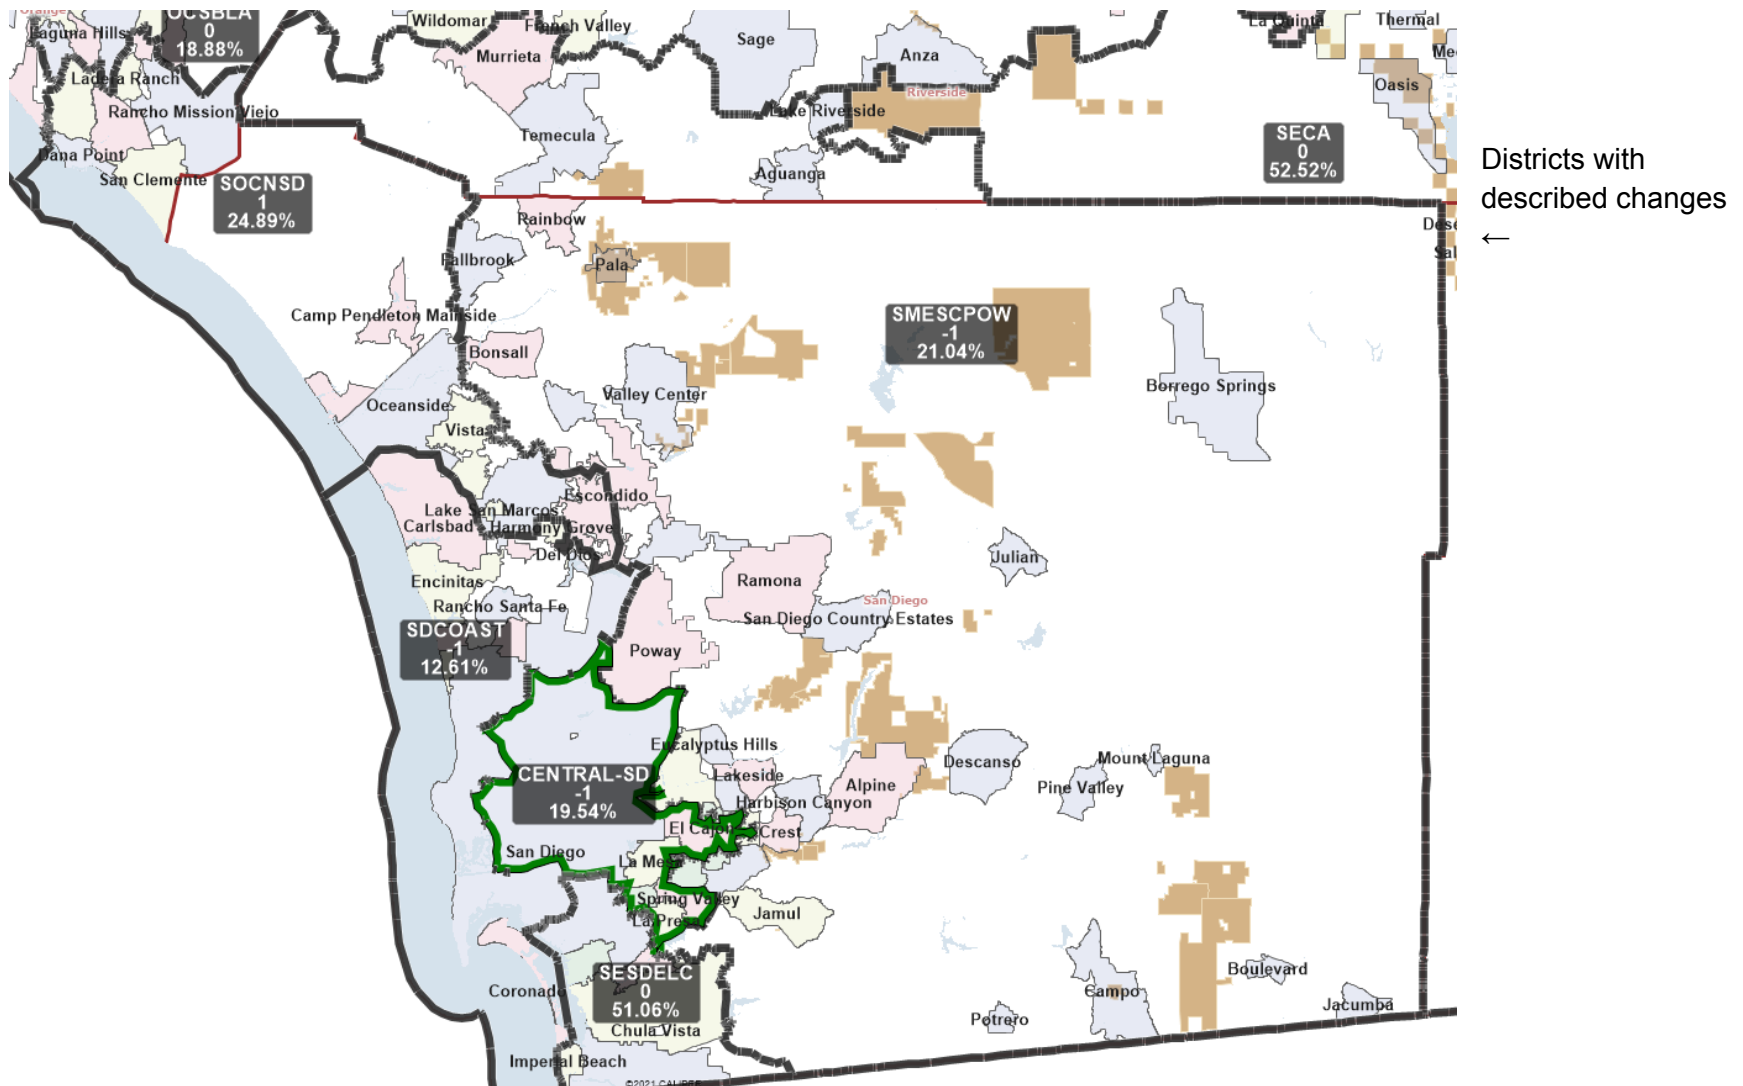 Orange
OCSBLA
0
18.88%
Laguna Hills
Wildomar
French Valley
La Quinta
Thermal
Murrieta
Sage
Anza
Ladera Ranch
Oasis
Riverside
Rancho Mission Viejo
Lake Riverside
Temecula
SECA
0
52.52%
Districts with
described changes
←
Dana Point
San Clemente
Aguanga
SOCNSD
1
24.89%
Rainbow
Fallbrook
Pala
Camp Pendleton Mainside
SMESCPOW
-1
21.04%
Bonsall
Borrego Springs
Valley Center
Oceanside
Vista
Escondido
Lake San Marcos
Carlsbad
Harmony Grove
Del Dios
Julian
Encinitas
Ramona
Rancho Santa Fe
San Diego
San Diego Country Estates
SDCOAST
-1
12.61%
Poway
Eucalyptus Hills
Lakeside
Descanso
Mount Laguna
CENTRAL-SD
-1
19.54%
Alpine
Pine Valley
Harbison Canyon
El Cajon
Crest
San Diego
La Mesa
Spring Valley
La Presa
Jamul
SESDELC
0
51.06%
Boulevard
Coronado
Campo
Jacumba
Potrero
Chula Vista
Imperial Beach